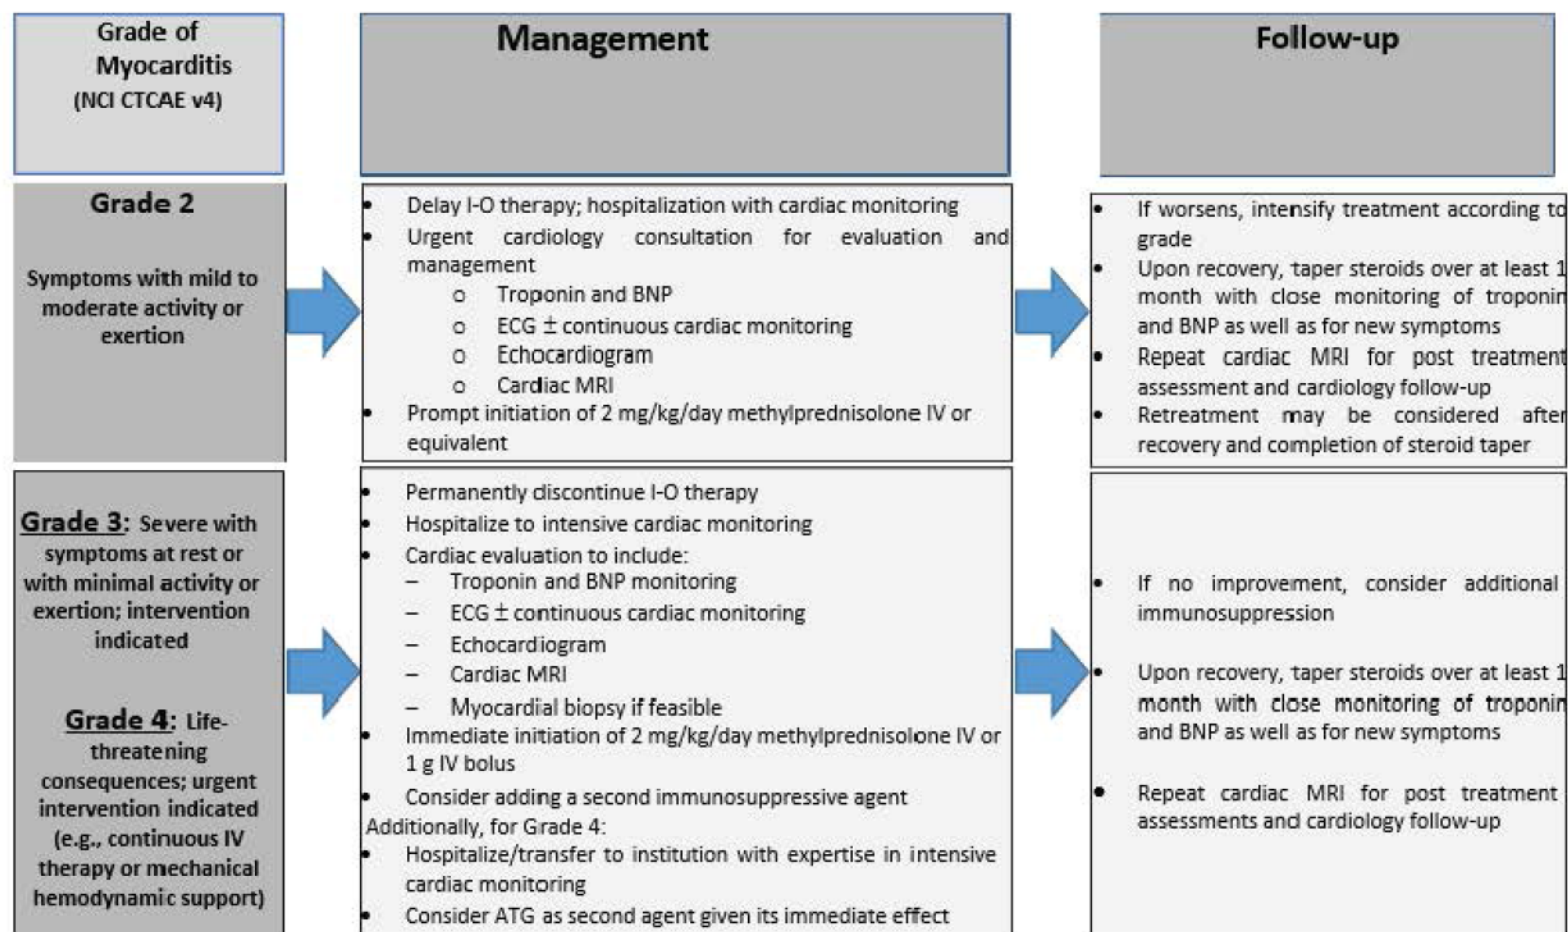 Grade of
Myocarditis
(NCI CTCAE v4)
Management
Follow-up
Grade 2
Symptoms with mild to
moderate activity or
exertion
• Delay I-O therapy; hospitalization with cardiac monitoring
• Urgent cardiology consultation for evaluation and
management
o Troponin and BNP
o ECG ± continuous cardiac monitoring
o Echocardiogram
o Cardiac MRI
• Prompt initiation of 2 mg/kg/day methylprednisolone IV or
equivalent
• If worsens, intensify treatment according to
grade
• Upon recovery, taper steroids over at least 1
month with close monitoring of troponin
and BNP as well as for new symptoms
• Repeat cardiac MRI for post treatment
assessment and cardiology follow-up
• Retreatment may be considered after
recovery and completion of steroid taper
Grade 3: Severe with
symptoms at rest or
with minimal activity or
exertion; intervention
indicated
Grade 4: Life-
threatening
consequences; urgent
intervention indicated
(e.g., continuous IV
therapy or mechanical
hemodynamic support)
• Permanently discontinue I-O therapy
• Hospitalize to intensive cardiac monitoring
• Cardiac evaluation to include:
– Troponin and BNP monitoring
– ECG ± continuous cardiac monitoring
– Echocardiogram
– Cardiac MRI
– Myocardial biopsy if feasible
• Immediate initiation of 2 mg/kg/day methylprednisolone IV or
1 g IV bolus
• Consider adding a second immunosuppressive agent
Additionally, for Grade 4:
• Hospitalize/transfer to institution with expertise in intensive
cardiac monitoring
• Consider ATG as second agent given its immediate effect
• If no improvement, consider additional
immunosuppression
• Upon recovery, taper steroids over at least 1
month with close monitoring of troponin
and BNP as well as for new symptoms
• Repeat cardiac MRI for post treatment
assessments and cardiology follow-up